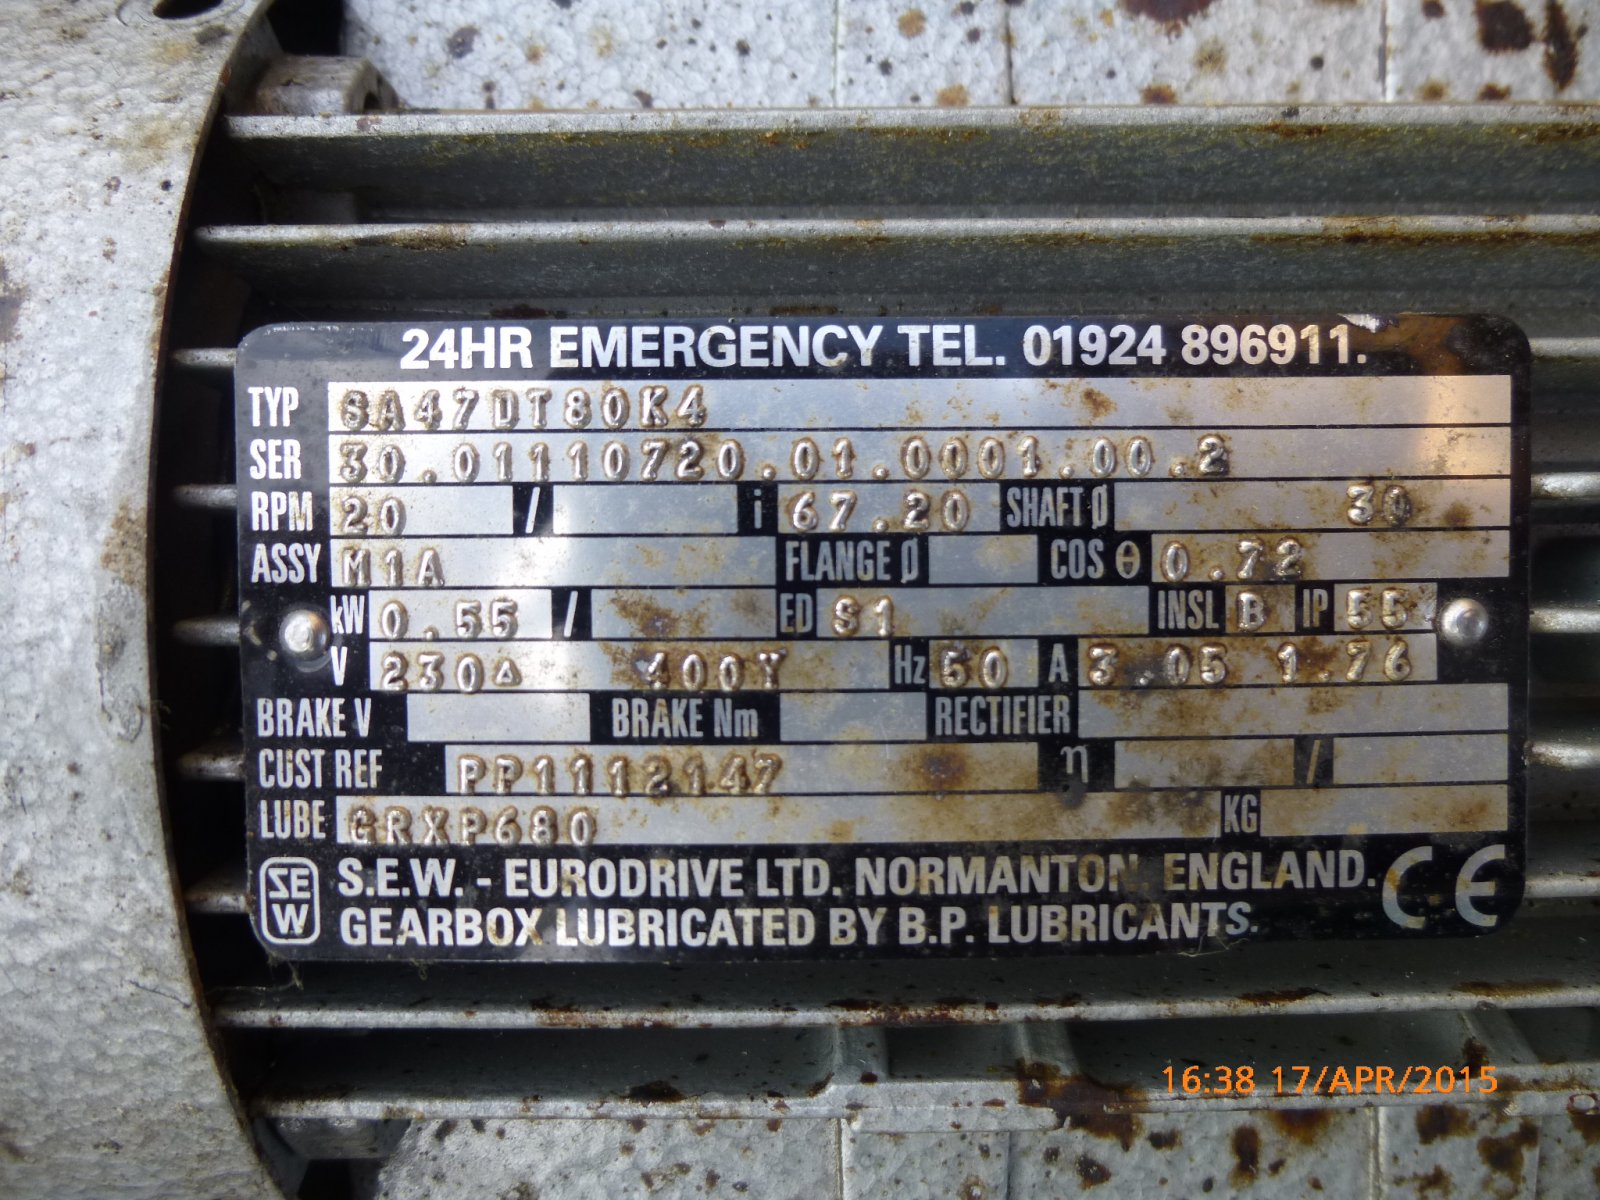 24HR EMERGENCY TEL. 01924 896911.
TYP SA47DT80K4
SER 30.01110720.01.0001.00.2
RPM 20 / i 67.20 SHAFT Ø 30
ASSY M1A FLANGE Ø COS θ 0.72
kW 0.55 / ED S1 INSL B IP 55
V 230△ 400Y Hz 50 A 3.05 1.76
BRAKE V BRAKE Nm RECTIFIER
CUST REF PP1112147 η /
LUBE GRXP680 KG
SEW S.E.W. - EURODRIVE LTD. NORMANTON. ENGLAND. CE
GEARBOX LUBRICATED BY B.P. LUBRICANTS.
16:38 17/APR/2015